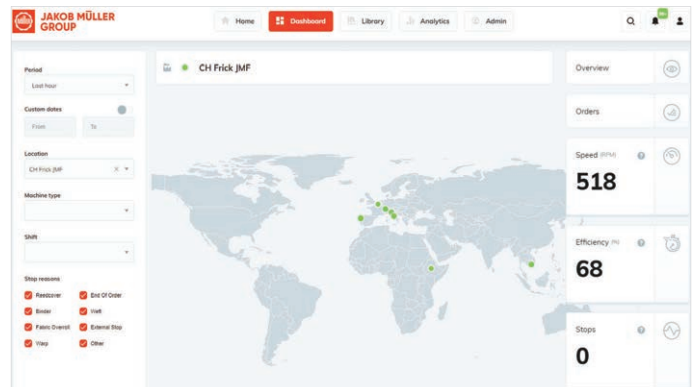 JAKOB MÜLLER
GROUP
Home
Dashboard
Library
Analytics
Admin
CH Frick JMF
Period
Last hour
Custom dates
From To
Location
CH Frick JMF
Machine type
Shift
Stop reasons
Reedcover End Of Order
Binder Weft
Fabric Overroll External Stop
Warp Other
Overview
Orders
Speed (RPM)
518
Efficiency (%)
68
Stops
0